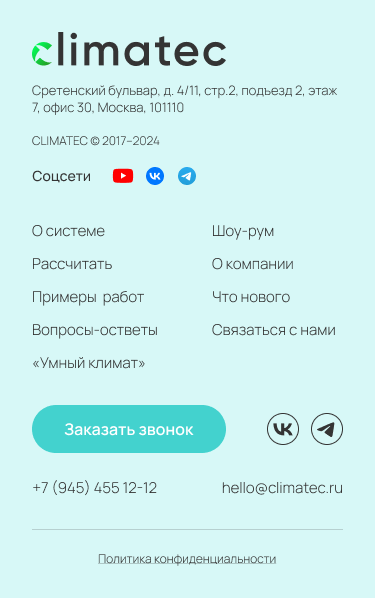 climatec
Сретенский бульвар, д. 4/11, стр.2, подъезд 2, этаж
7, офис 30, Москва, 101110
CLIMATEC © 2017–2024
Соцсети
О системе
Шоу-рум
Рассчитать
О компании
Примеры работ
Что нового
Вопросы-ответы
Связаться с нами
«Умный климат»
Заказать звонок
+7 (945) 455 12-12
hello@climatec.ru
Политика конфиденциальности